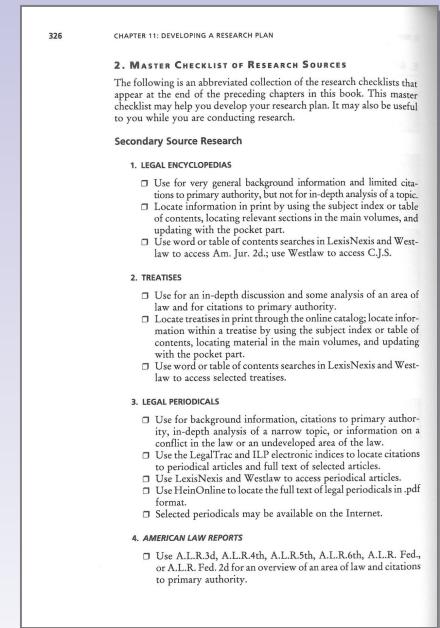 326
CHAPTER 11: DEVELOPING A RESEARCH PLAN
2. MASTER CHECKLIST OF RESEARCH SOURCES
The following is an abbreviated collection of the research checklists that
appear at the end of the preceding chapters in this book. This master
checklist may help you develop your research plan. It may also be useful
to you while you are conducting research.
Secondary Source Research
1. LEGAL ENCYCLOPEDIAS
❒ Use for very general background information and limited cita-
tions to primary authority, but not for in-depth analysis of a topic.
❒ Locate information in print by using the subject index or table
of contents, locating relevant sections in the main volumes, and
updating with the pocket part.
❒ Use word or table of contents searches in LexisNexis and West-
law to access Am. Jur. 2d.; use Westlaw to access C.J.S.
2. TREATISES
❒ Use for an in-depth discussion and some analysis of an area of
law and for citations to primary authority.
❒ Locate treatises in print through the online catalog; locate infor-
mation within a treatise by using the subject index or table of
contents, locating material in the main volumes, and updating
with the pocket part.
❒ Use word or table of contents searches in LexisNexis and West-
law to access selected treatises.
3. LEGAL PERIODICALS
❒ Use for background information, citations to primary author-
ity, in-depth analysis of a narrow topic, or information on a
conflict in the law or an undeveloped area of the law.
❒ Use the LegalTrac and ILP electronic indices to locate citations
to periodical articles and full text of selected articles.
❒ Use LexisNexis and Westlaw to access periodical articles.
❒ Use HeinOnline to locate the full text of legal periodicals in .pdf
format.
❒ Selected periodicals may be available on the Internet.
4. AMERICAN LAW REPORTS
❒ Use A.L.R.3d, A.L.R.4th, A.L.R.5th, A.L.R.6th, A.L.R. Fed.,
or A.L.R. Fed. 2d for an overview of an area of law and citations
to primary authority.